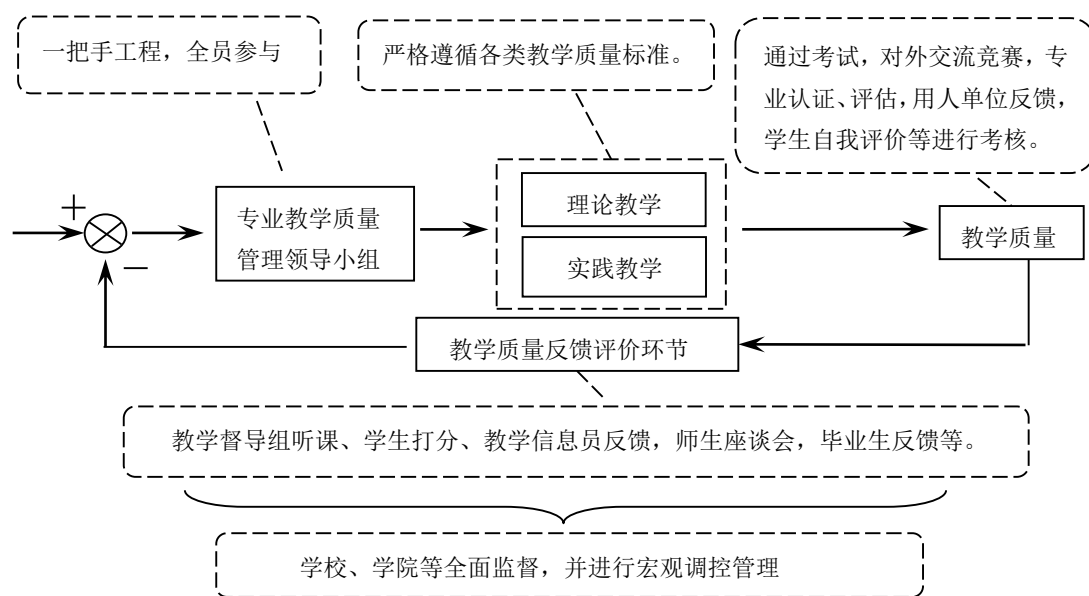 一把手工程，全员参与
严格遵循各类教学质量标准。
通过考试，对外交流竞赛，专
业认证、评估，用人单位反馈，
学生自我评价等进行考核。
+
专业教学质量
管理领导小组
理论教学
实践教学
教学质量
−
教学质量反馈评价环节
教学督导组听课、学生打分、教学信息员反馈，师生座谈会，毕业生反馈等。
学校、学院等全面监督，并进行宏观调控管理